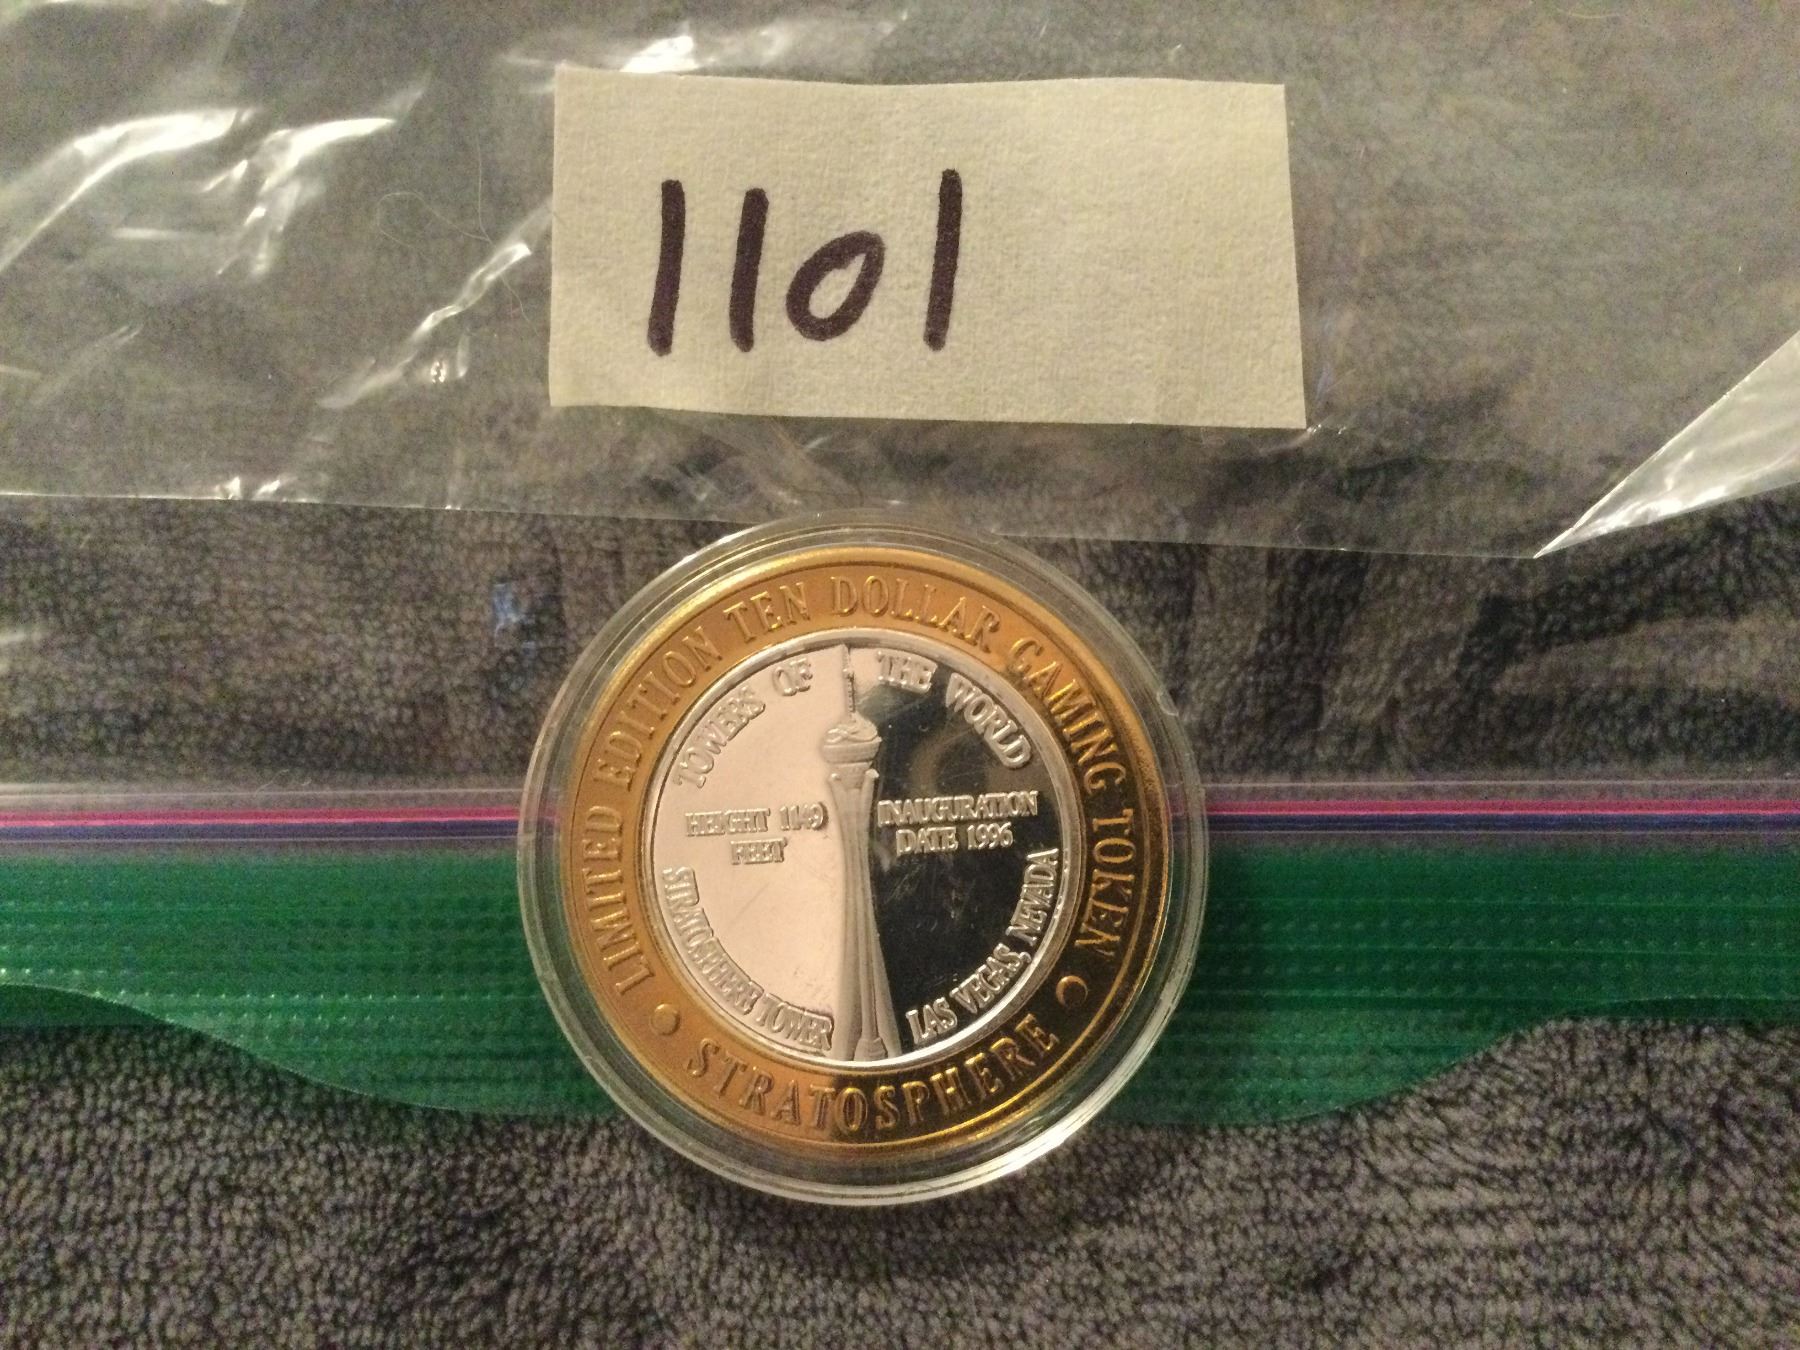 1101
LIMITED EDITION TEN DOLLAR GAMING TOKEN
TOWERS OF THE WORLD
HEIGHT 1149
FEET
INAUGURATION
DATE 1996
STRATOSPHERE TOWER
LAS VEGAS, NEVADA
STRATOSPHERE